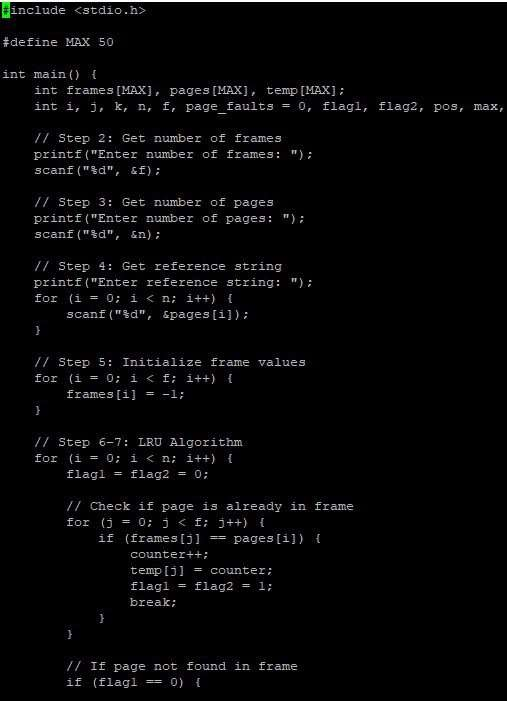 #include <stdio.h>
#define MAX 50
int main() {
    int frames[MAX], pages[MAX], temp[MAX];
    int i, j, k, n, f, page_faults = 0, flag1, flag2, pos, max,
    // Step 2: Get number of frames
    printf("Enter number of frames: ");
    scanf("%d", &f);
    // Step 3: Get number of pages
    printf("Enter number of pages: ");
    scanf("%d", &n);
    // Step 4: Get reference string
    printf("Enter reference string: ");
    for (i = 0; i < n; i++) {
        scanf("%d", &pages[i]);
    }
    // Step 5: Initialize frame values
    for (i = 0; i < f; i++) {
        frames[i] = -1;
    }
    // Step 6-7: LRU Algorithm
    for (i = 0; i < n; i++) {
        flag1 = flag2 = 0;
        // Check if page is already in frame
        for (j = 0; j < f; j++) {
            if (frames[j] == pages[i]) {
                counter++;
                temp[j] = counter;
                flag1 = flag2 = 1;
                break;
            }
        }
        // If page not found in frame
        if (flag1 == 0) {